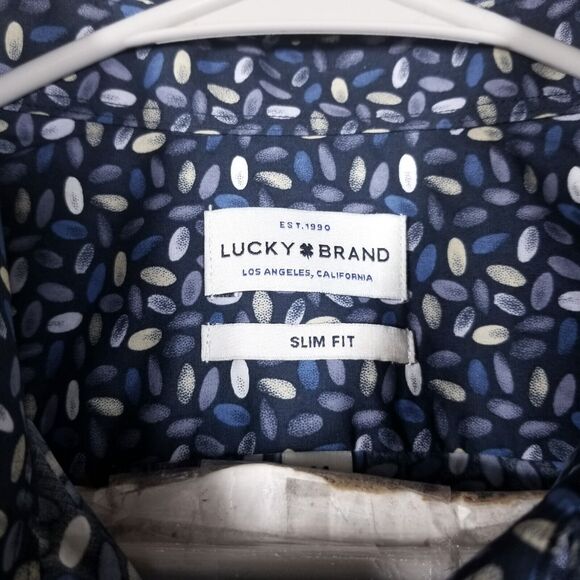 EST. 1990
LUCKY BRAND
LOS ANGELES, CALIFORNIA
SLIM FIT